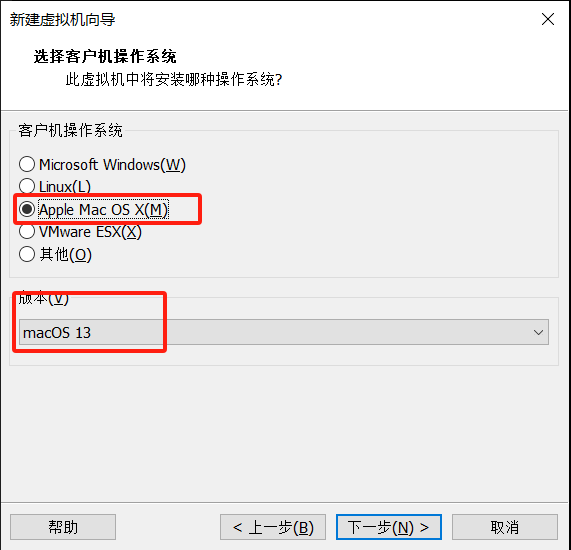 新建虚拟机向导
选择客户机操作系统
此虚拟机中将安装哪种操作系统?
客户机操作系统
Microsoft Windows(W)
Linux(L)
Apple Mac OS X(M)
VMware ESX(X)
其他(O)
版本(V)
macOS 13
帮助
< 上一步(B)
下一步(N) >
取消